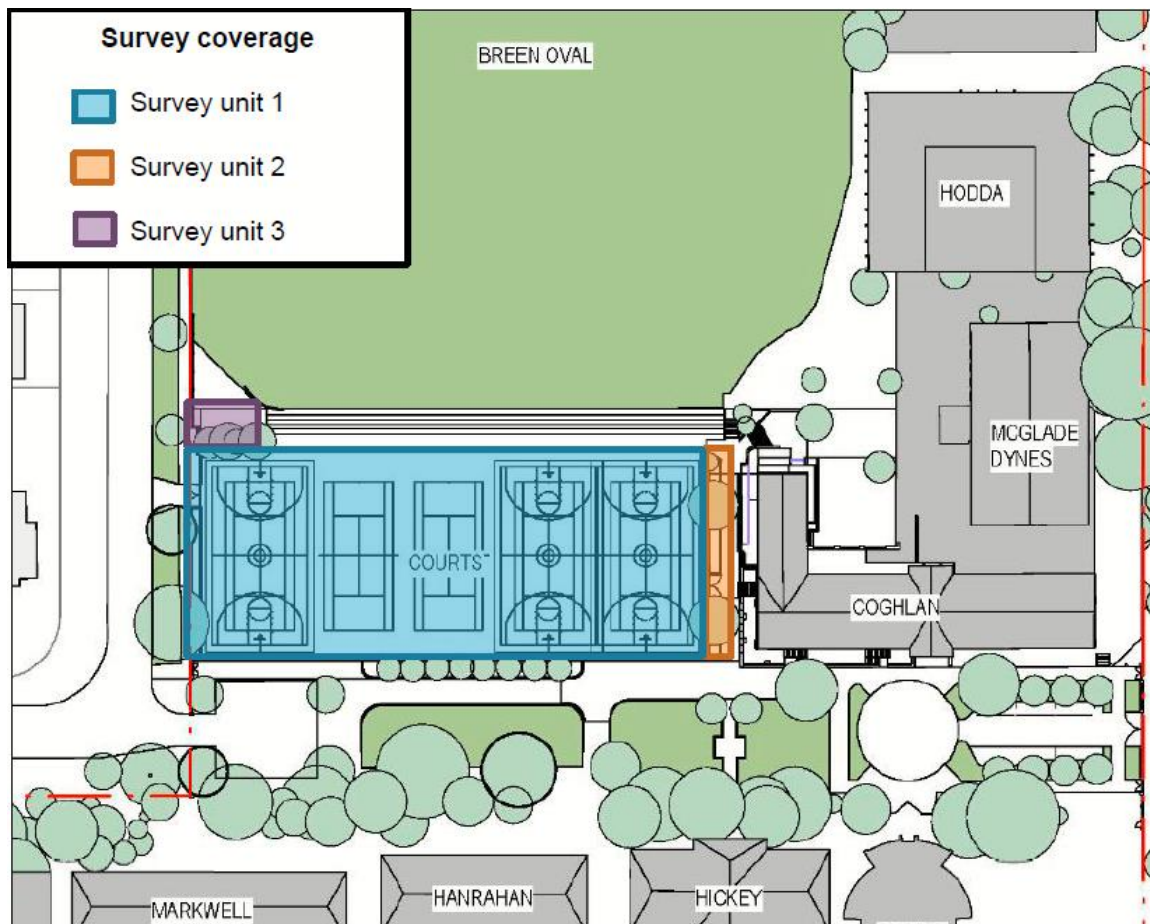 Survey coverage
Survey unit 1
Survey unit 2
Survey unit 3
BREEN OVAL
HODDA
MCGLADE
DYNES
COURTS
COGHLAN
MARKWELL
HANRAHAN
HICKEY